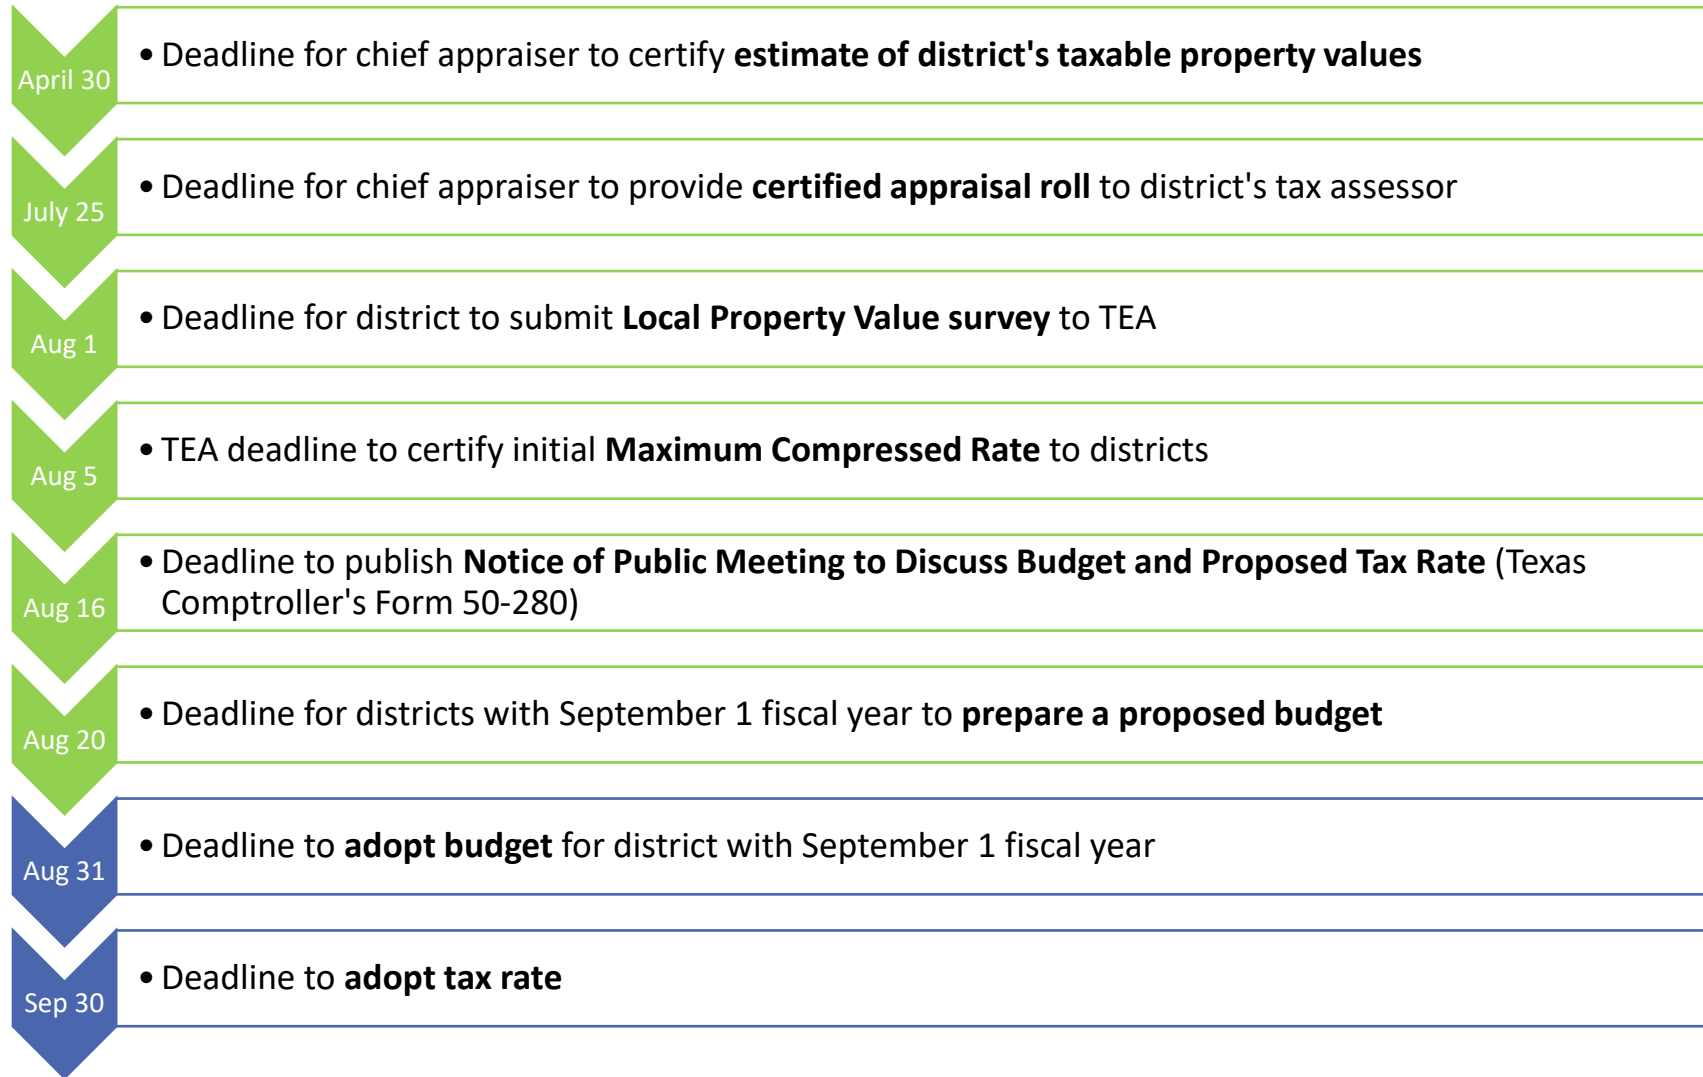 April 30
• Deadline for chief appraiser to certify estimate of district's taxable property values
July 25
• Deadline for chief appraiser to provide certified appraisal roll to district's tax assessor
Aug 1
• Deadline for district to submit Local Property Value survey to TEA
Aug 5
• TEA deadline to certify initial Maximum Compressed Rate to districts
Aug 16
• Deadline to publish Notice of Public Meeting to Discuss Budget and Proposed Tax Rate (Texas
Comptroller's Form 50-280)
Aug 20
• Deadline for districts with September 1 fiscal year to prepare a proposed budget
Aug 31
• Deadline to adopt budget for district with September 1 fiscal year
Sep 30
• Deadline to adopt tax rate